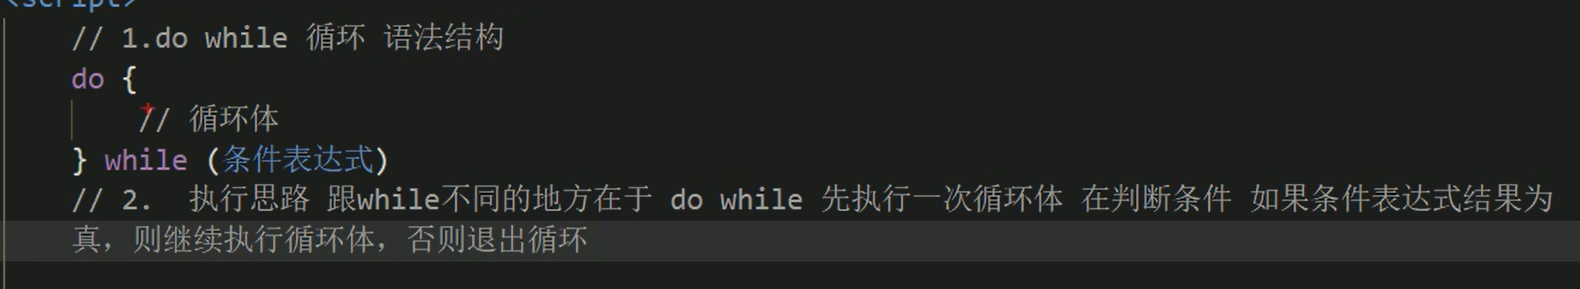 <script>
// 1.do while 循环 语法结构
do {
// 循环体
} while (条件表达式)
// 2. 执行思路 跟while不同的地方在于 do while 先执行一次循环体 在判断条件 如果条件表达式结果为
真，则继续执行循环体，否则退出循环